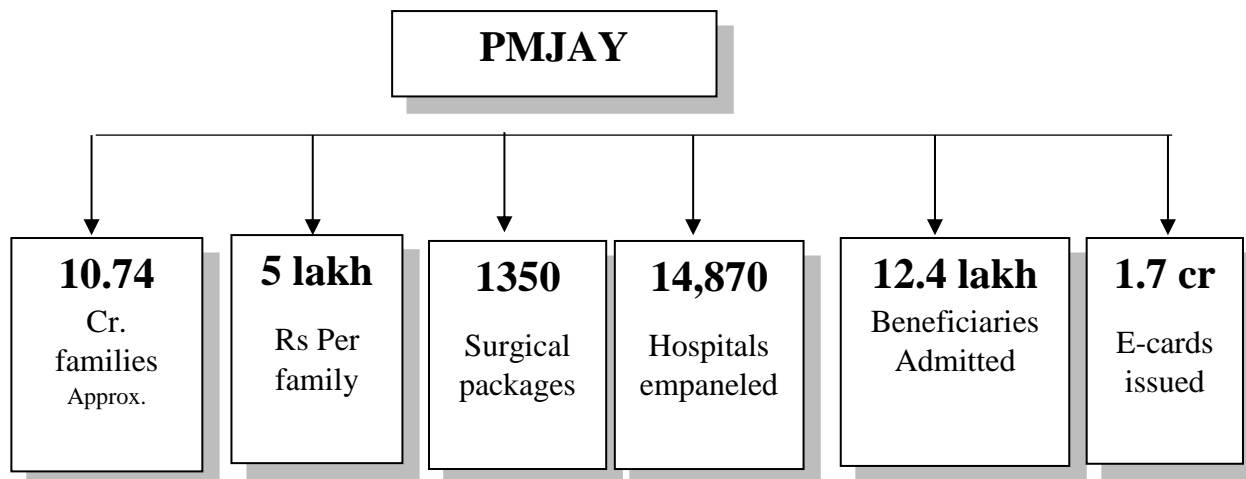 PMJAY
10.74
Cr.
families
Approx.
5 lakh
Rs Per
family
1350
Surgical
packages
14,870
Hospitals
empaneled
12.4 lakh
Beneficiaries
Admitted
1.7 cr
E-cards
issued